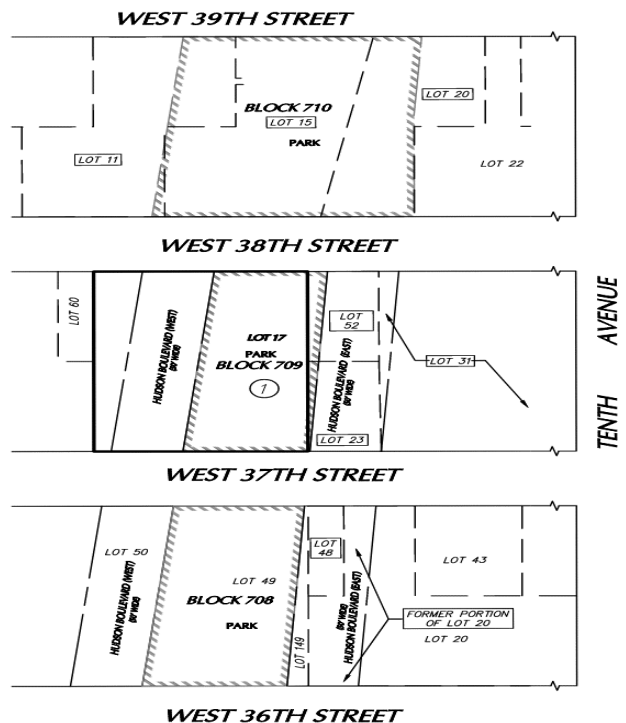 WEST 39TH STREET
LOT 20
BLOCK 710
LOT 15
PARK
LOT 11
LOT 22
WEST 38TH STREET
LOT 60
HUDSON BOULEVARD (WEST)
LOT 17
PARK
BLOCK 709
1
LOT
52
HUDSON BOULEVARD (EAST)
LOT 31
LOT 23
TENTH AVENUE
WEST 37TH STREET
LOT 50
HUDSON BOULEVARD (WEST)
LOT 49
BLOCK 708
PARK
LOT
48
LOT 43
HUDSON BOULEVARD (EAST)
LOT 149
FORMER PORTION
OF LOT 20
LOT 20
WEST 36TH STREET